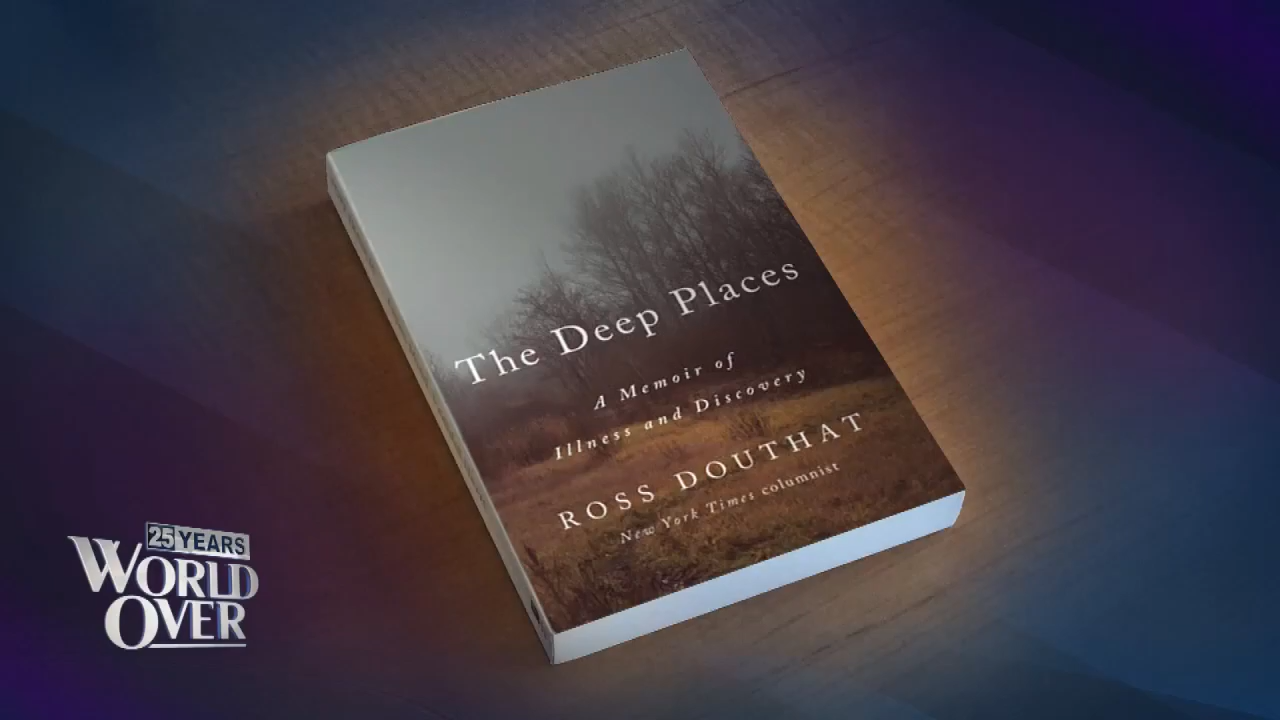 The Deep Places
A Memoir of
Illness and Discovery
ROSS DOUTHAT
New York Times columnist
25 YEARS
WORLD
OVER